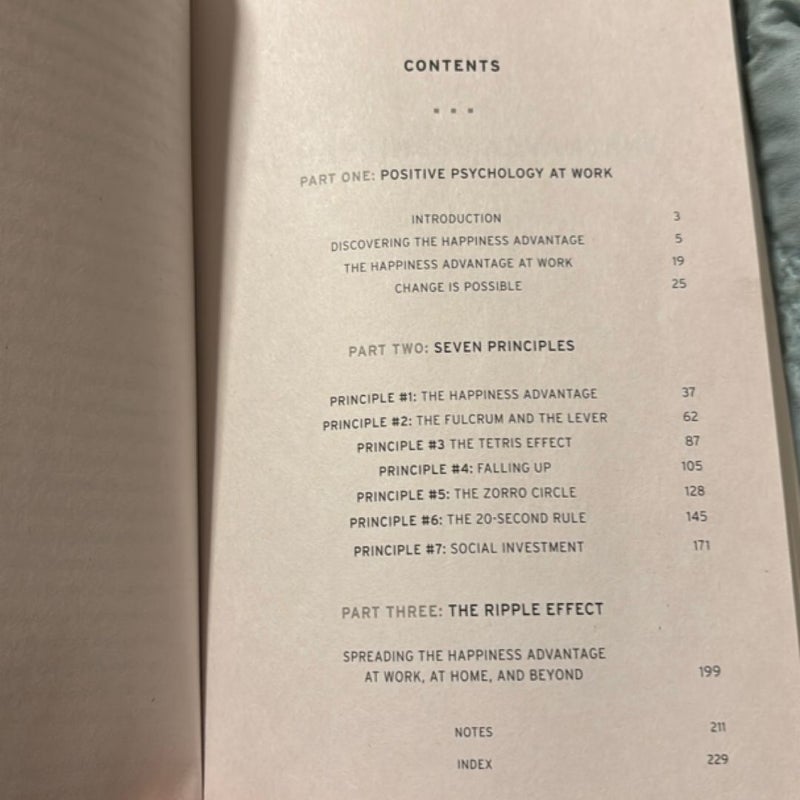 CONTENTS
PART ONE: POSITIVE PSYCHOLOGY AT WORK
INTRODUCTION 3
DISCOVERING THE HAPPINESS ADVANTAGE 5
THE HAPPINESS ADVANTAGE AT WORK 19
CHANGE IS POSSIBLE 25
PART TWO: SEVEN PRINCIPLES
PRINCIPLE #1: THE HAPPINESS ADVANTAGE 37
PRINCIPLE #2: THE FULCRUM AND THE LEVER 62
PRINCIPLE #3 THE TETRIS EFFECT 87
PRINCIPLE #4: FALLING UP 105
PRINCIPLE #5: THE ZORRO CIRCLE 128
PRINCIPLE #6: THE 20-SECOND RULE 145
PRINCIPLE #7: SOCIAL INVESTMENT 171
PART THREE: THE RIPPLE EFFECT
SPREADING THE HAPPINESS ADVANTAGE
AT WORK, AT HOME, AND BEYOND 199
NOTES 211
INDEX 229